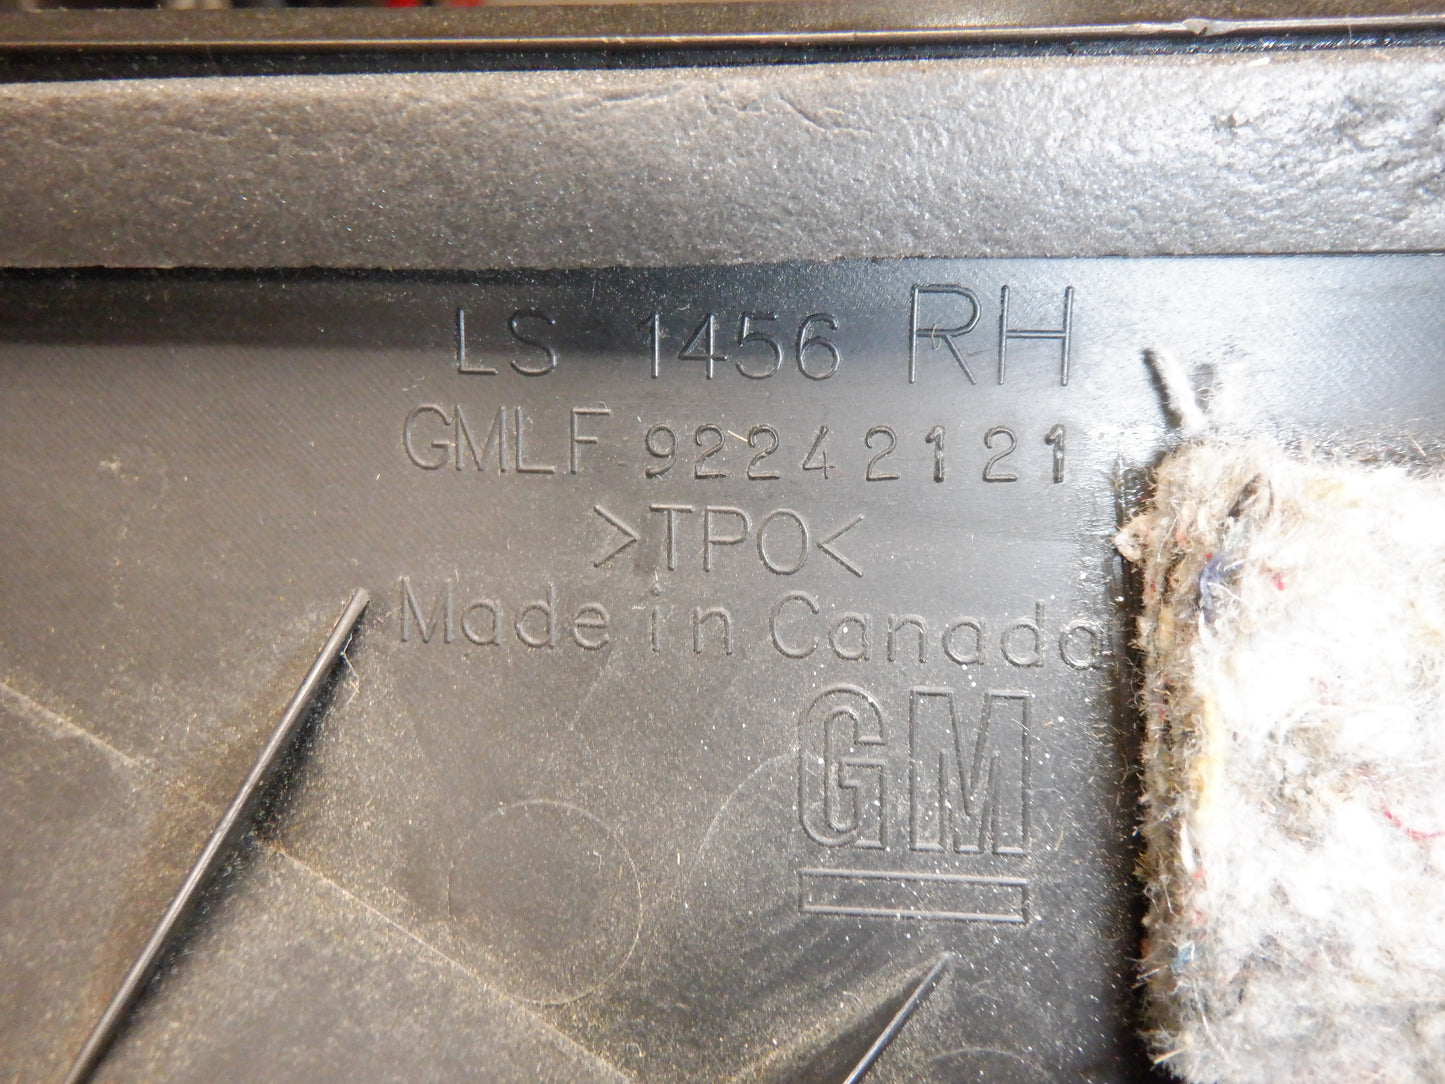 LS 1456 RH
GMLF 92242121
>TPO<
Made in Canada
GM